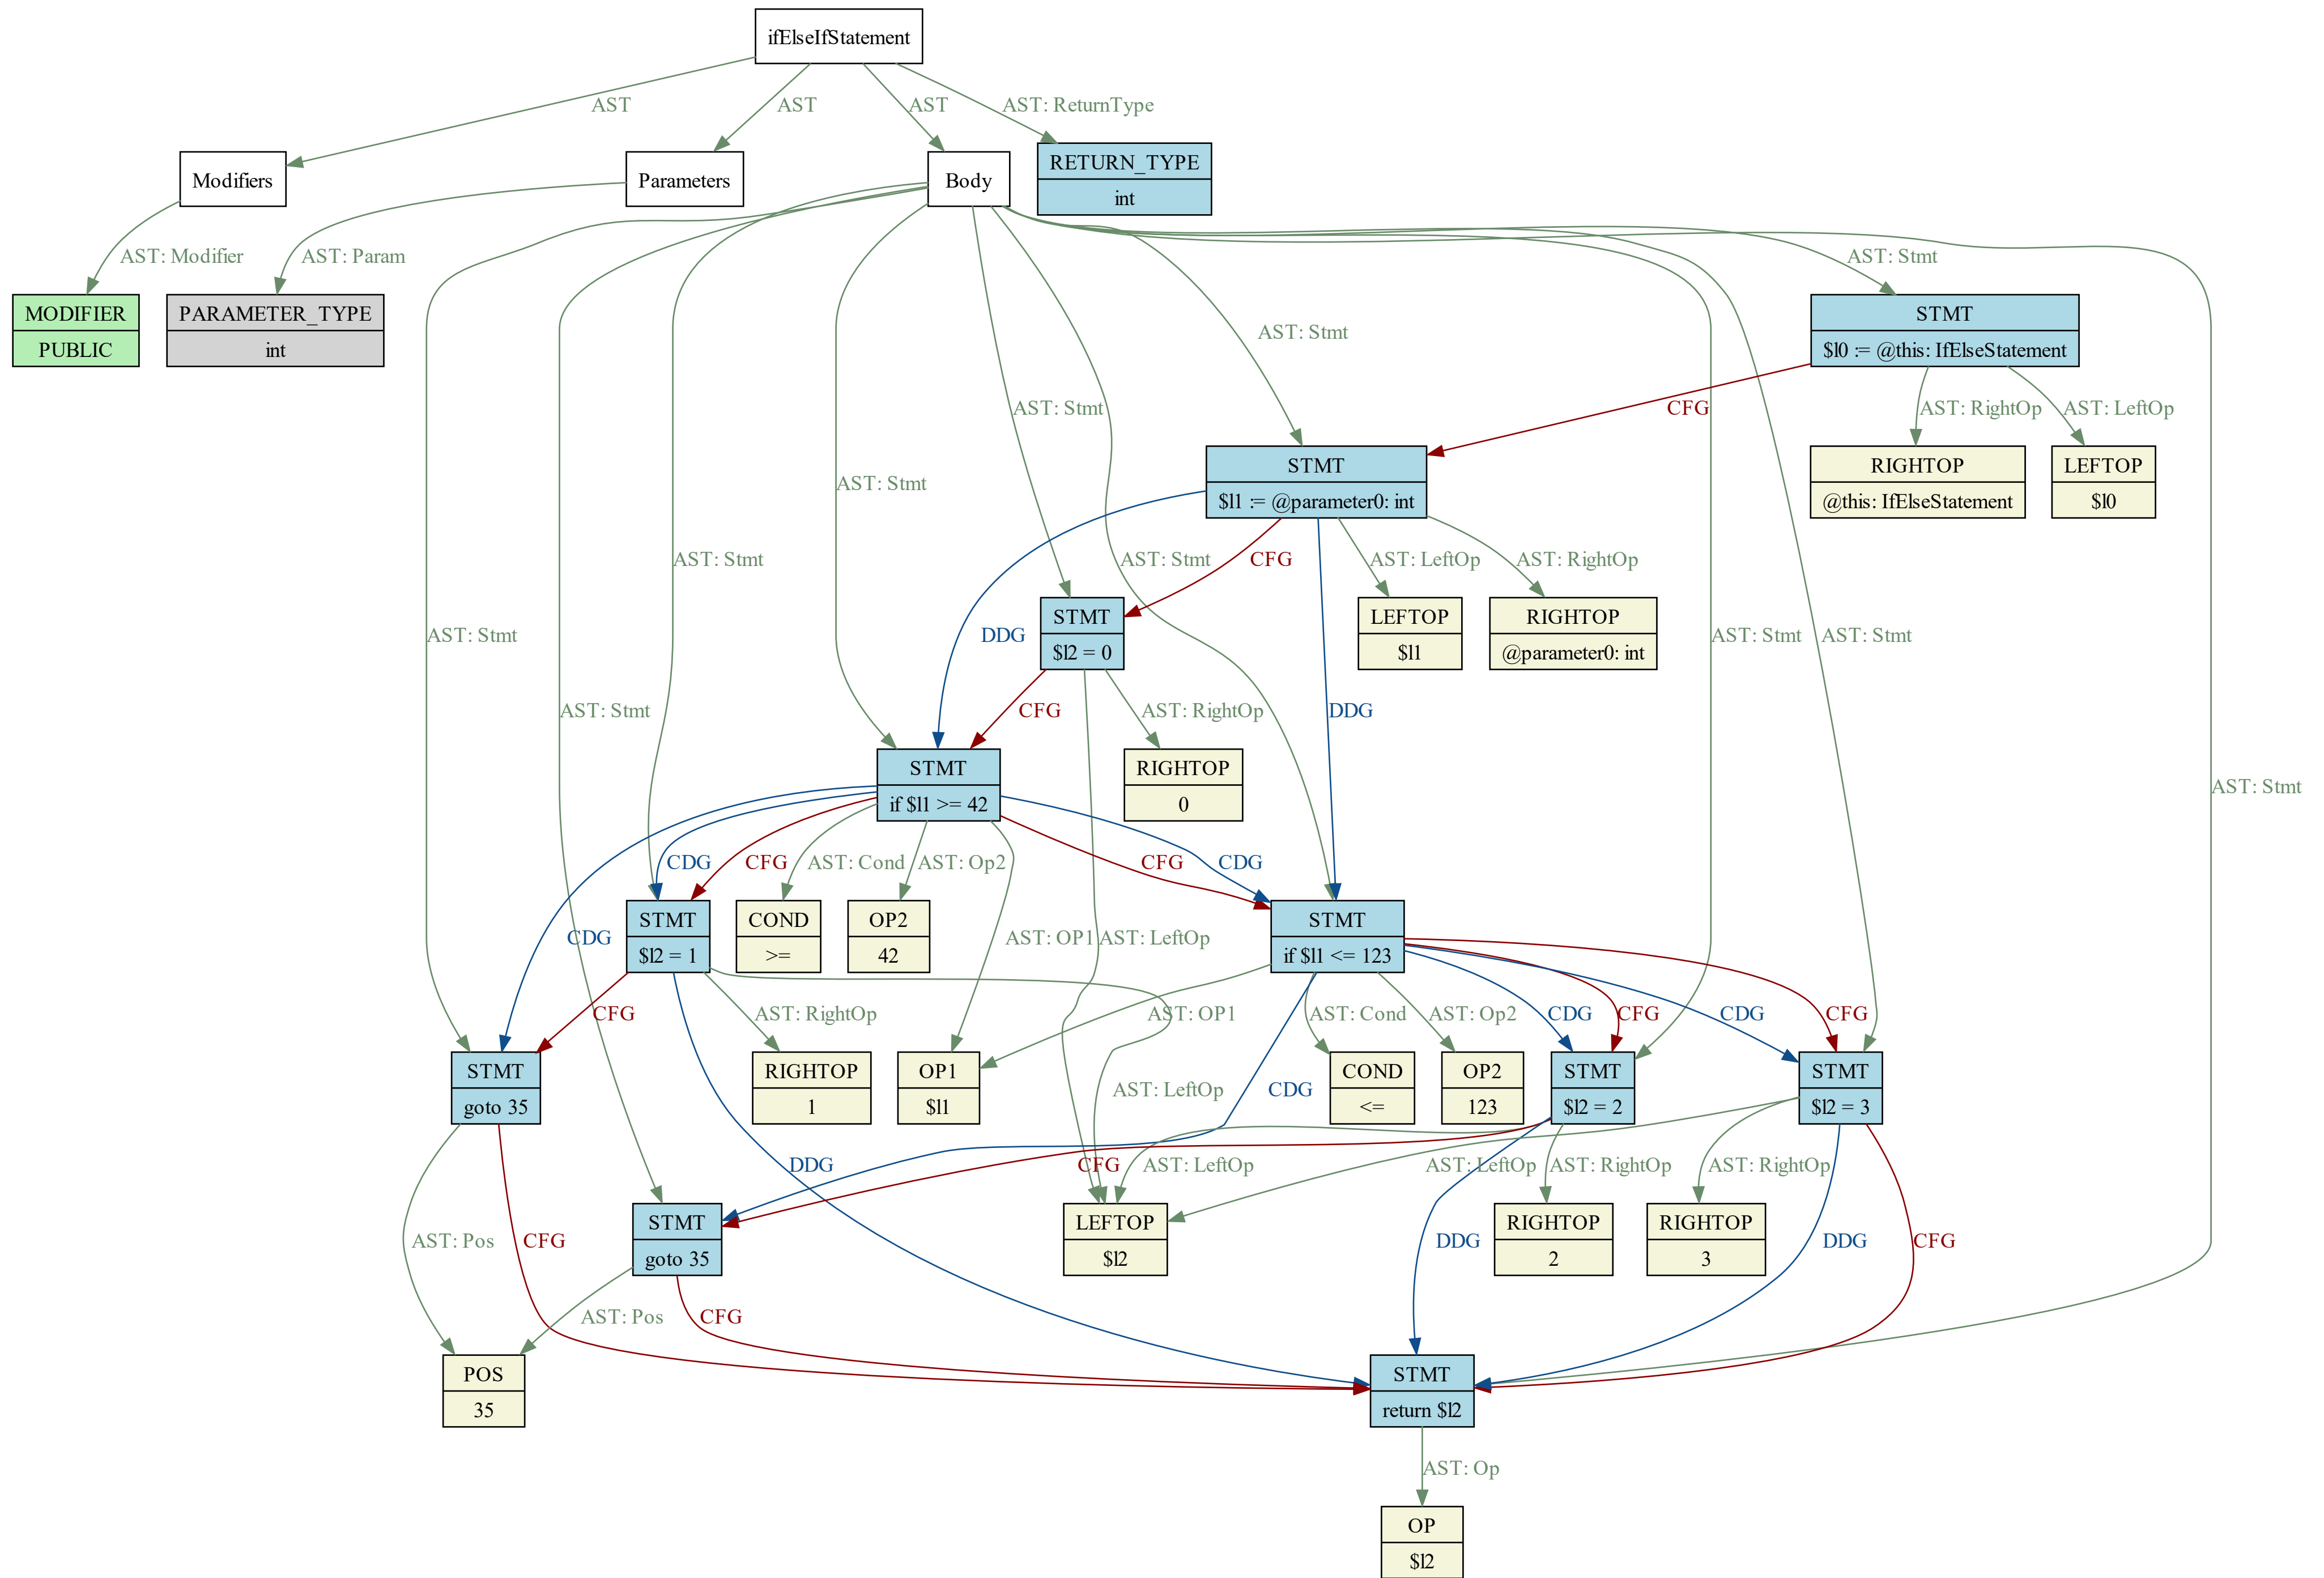 ifElseIfStatement
AST
AST
AST
AST: ReturnType
Modifiers
Parameters
Body
RETURN_TYPE
int
AST: Modifier
AST: Param
AST: Stmt
MODIFIER
PUBLIC
PARAMETER_TYPE
int
STMT
$l0 := @this: IfElseStatement
AST: Stmt
AST: Stmt
CFG
AST: RightOp
AST: LeftOp
STMT
$l1 := @parameter0: int
RIGHTOP
@this: IfElseStatement
LEFTOP
$l0
AST: Stmt
AST: Stmt
AST: Stmt
CFG
AST: LeftOp
AST: RightOp
AST: Stmt
DDG
STMT
$l2 = 0
LEFTOP
$l1
RIGHTOP
@parameter0: int
AST: Stmt
AST: Stmt
AST: Stmt
CFG
AST: RightOp
DDG
STMT
if $l1 >= 42
RIGHTOP
0
AST: Stmt
CDG
CFG
AST: Cond
AST: Op2
CFG
CDG
CDG
STMT
$l2 = 1
COND
>=
OP2
42
AST: OP1
AST: LeftOp
STMT
if $l1 <= 123
CFG
AST: RightOp
AST: OP1
AST: Cond
AST: Op2
CDG
CFG
CDG
CFG
STMT
goto 35
RIGHTOP
1
OP1
$l1
AST: LeftOp
CDG
COND
<=
OP2
123
STMT
$l2 = 2
STMT
$l2 = 3
DDG
CFG
AST: LeftOp
AST: LeftOp
AST: RightOp
AST: RightOp
AST: Pos
CFG
STMT
goto 35
LEFTOP
$l2
DDG
RIGHTOP
2
RIGHTOP
3
DDG
CFG
AST: Pos
CFG
POS
35
STMT
return $l2
AST: Op
OP
$l2